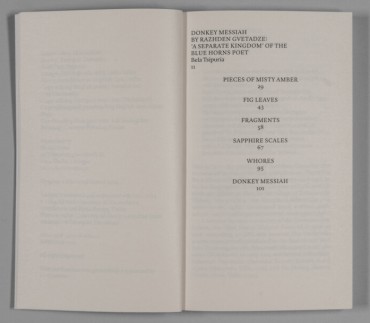 DONKEY MESSIAH
BY RAZHDEN GVETADZE:
'A SEPARATE KINGDOM' OF THE
BLUE HORNS POET
Bela Tsipuria
11
PIECES OF MISTY AMBER
29
FIG LEAVES
43
FRAGMENTS
58
SAPPHIRE SCALES
67
WHORES
95
DONKEY MESSIAH
101